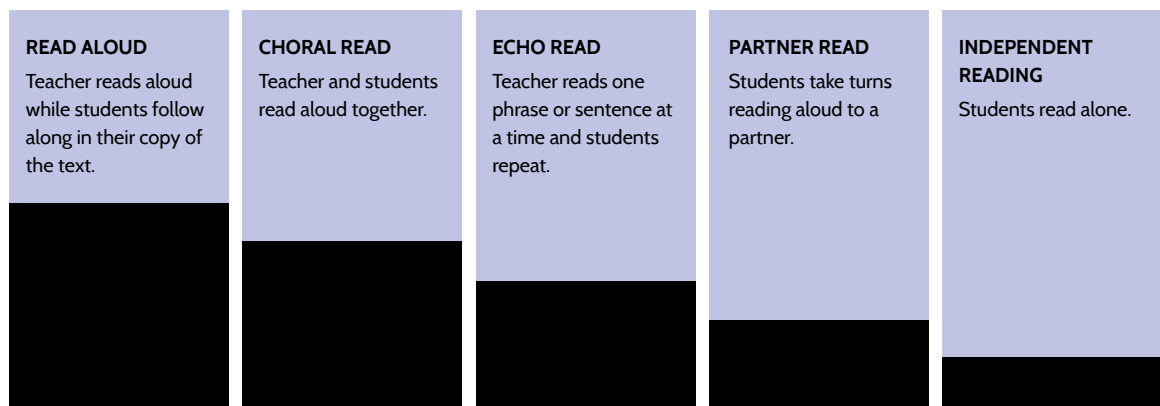 READ ALOUD
Teacher reads aloud
while students follow
along in their copy of
the text.
CHORAL READ
Teacher and students
read aloud together.
ECHO READ
Teacher reads one
phrase or sentence at
a time and students
repeat.
PARTNER READ
Students take turns
reading aloud to a
partner.
INDEPENDENT
READING
Students read alone.